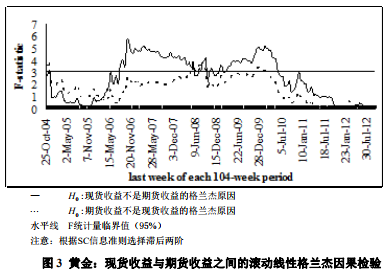 F-statistic
7
6
5
4
3
2
1
0
25-Oct-04
2-May-05
7-Nov-05
15-May-06
20-Nov-06
28-May-07
3-Dec-07
9-Jun-08
15-Dec-08
22-Jun-09
28-Dec-09
5-Jul-10
10-Jan-11
18-Jul-11
23-Jan-12
30-Jul-12
last week of each 104-week period
— H₀:现货收益不是期货收益的格兰杰原因
… H₀:期货收益不是现货收益的格兰杰原因
水平线 F统计量临界值（95%）
注意：根据SC信息准则选择滞后两阶
图 3 黄金：现货收益与期货收益之间的滚动线性格兰杰因果检验